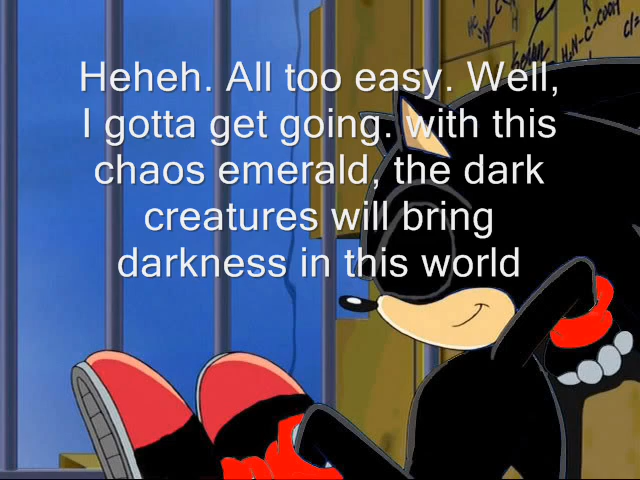 Heheh. All too easy. Well,
I gotta get going. with this
chaos emerald, the dark
creatures will bring
darkness in this world